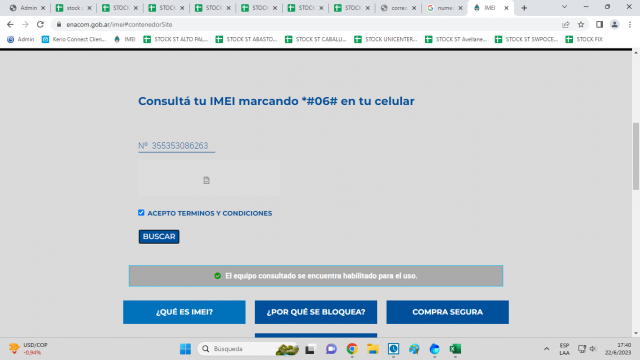 Admin
stock
STOCK
STOCK
STOCK
STOCK
STOCK
STOCK
corre
nume
IMEI
enacom.gob.ar/imei#contenedorSite
Admin
Kerio Connect Clien...
IMEI
STOCK ST ALTO PAL...
STOCK ST ABASTO...
STOCK ST CABALLI...
STOCK UNICENTER...
STOCK ST Avellane...
STOCK ST SWPOCE...
STOCK FIX
Consultá tu IMEI marcando *#06# en tu celular
Nº 355353086263
ACEPTO TERMINOS Y CONDICIONES
BUSCAR
El equipo consultado se encuentra habilitado para el uso.
¿QUÉ ES IMEI?
¿POR QUÉ SE BLOQUEA?
COMPRA SEGURA
USD/COP
-0,94%
Búsqueda
ESP
LAA
17:40
22/6/2023